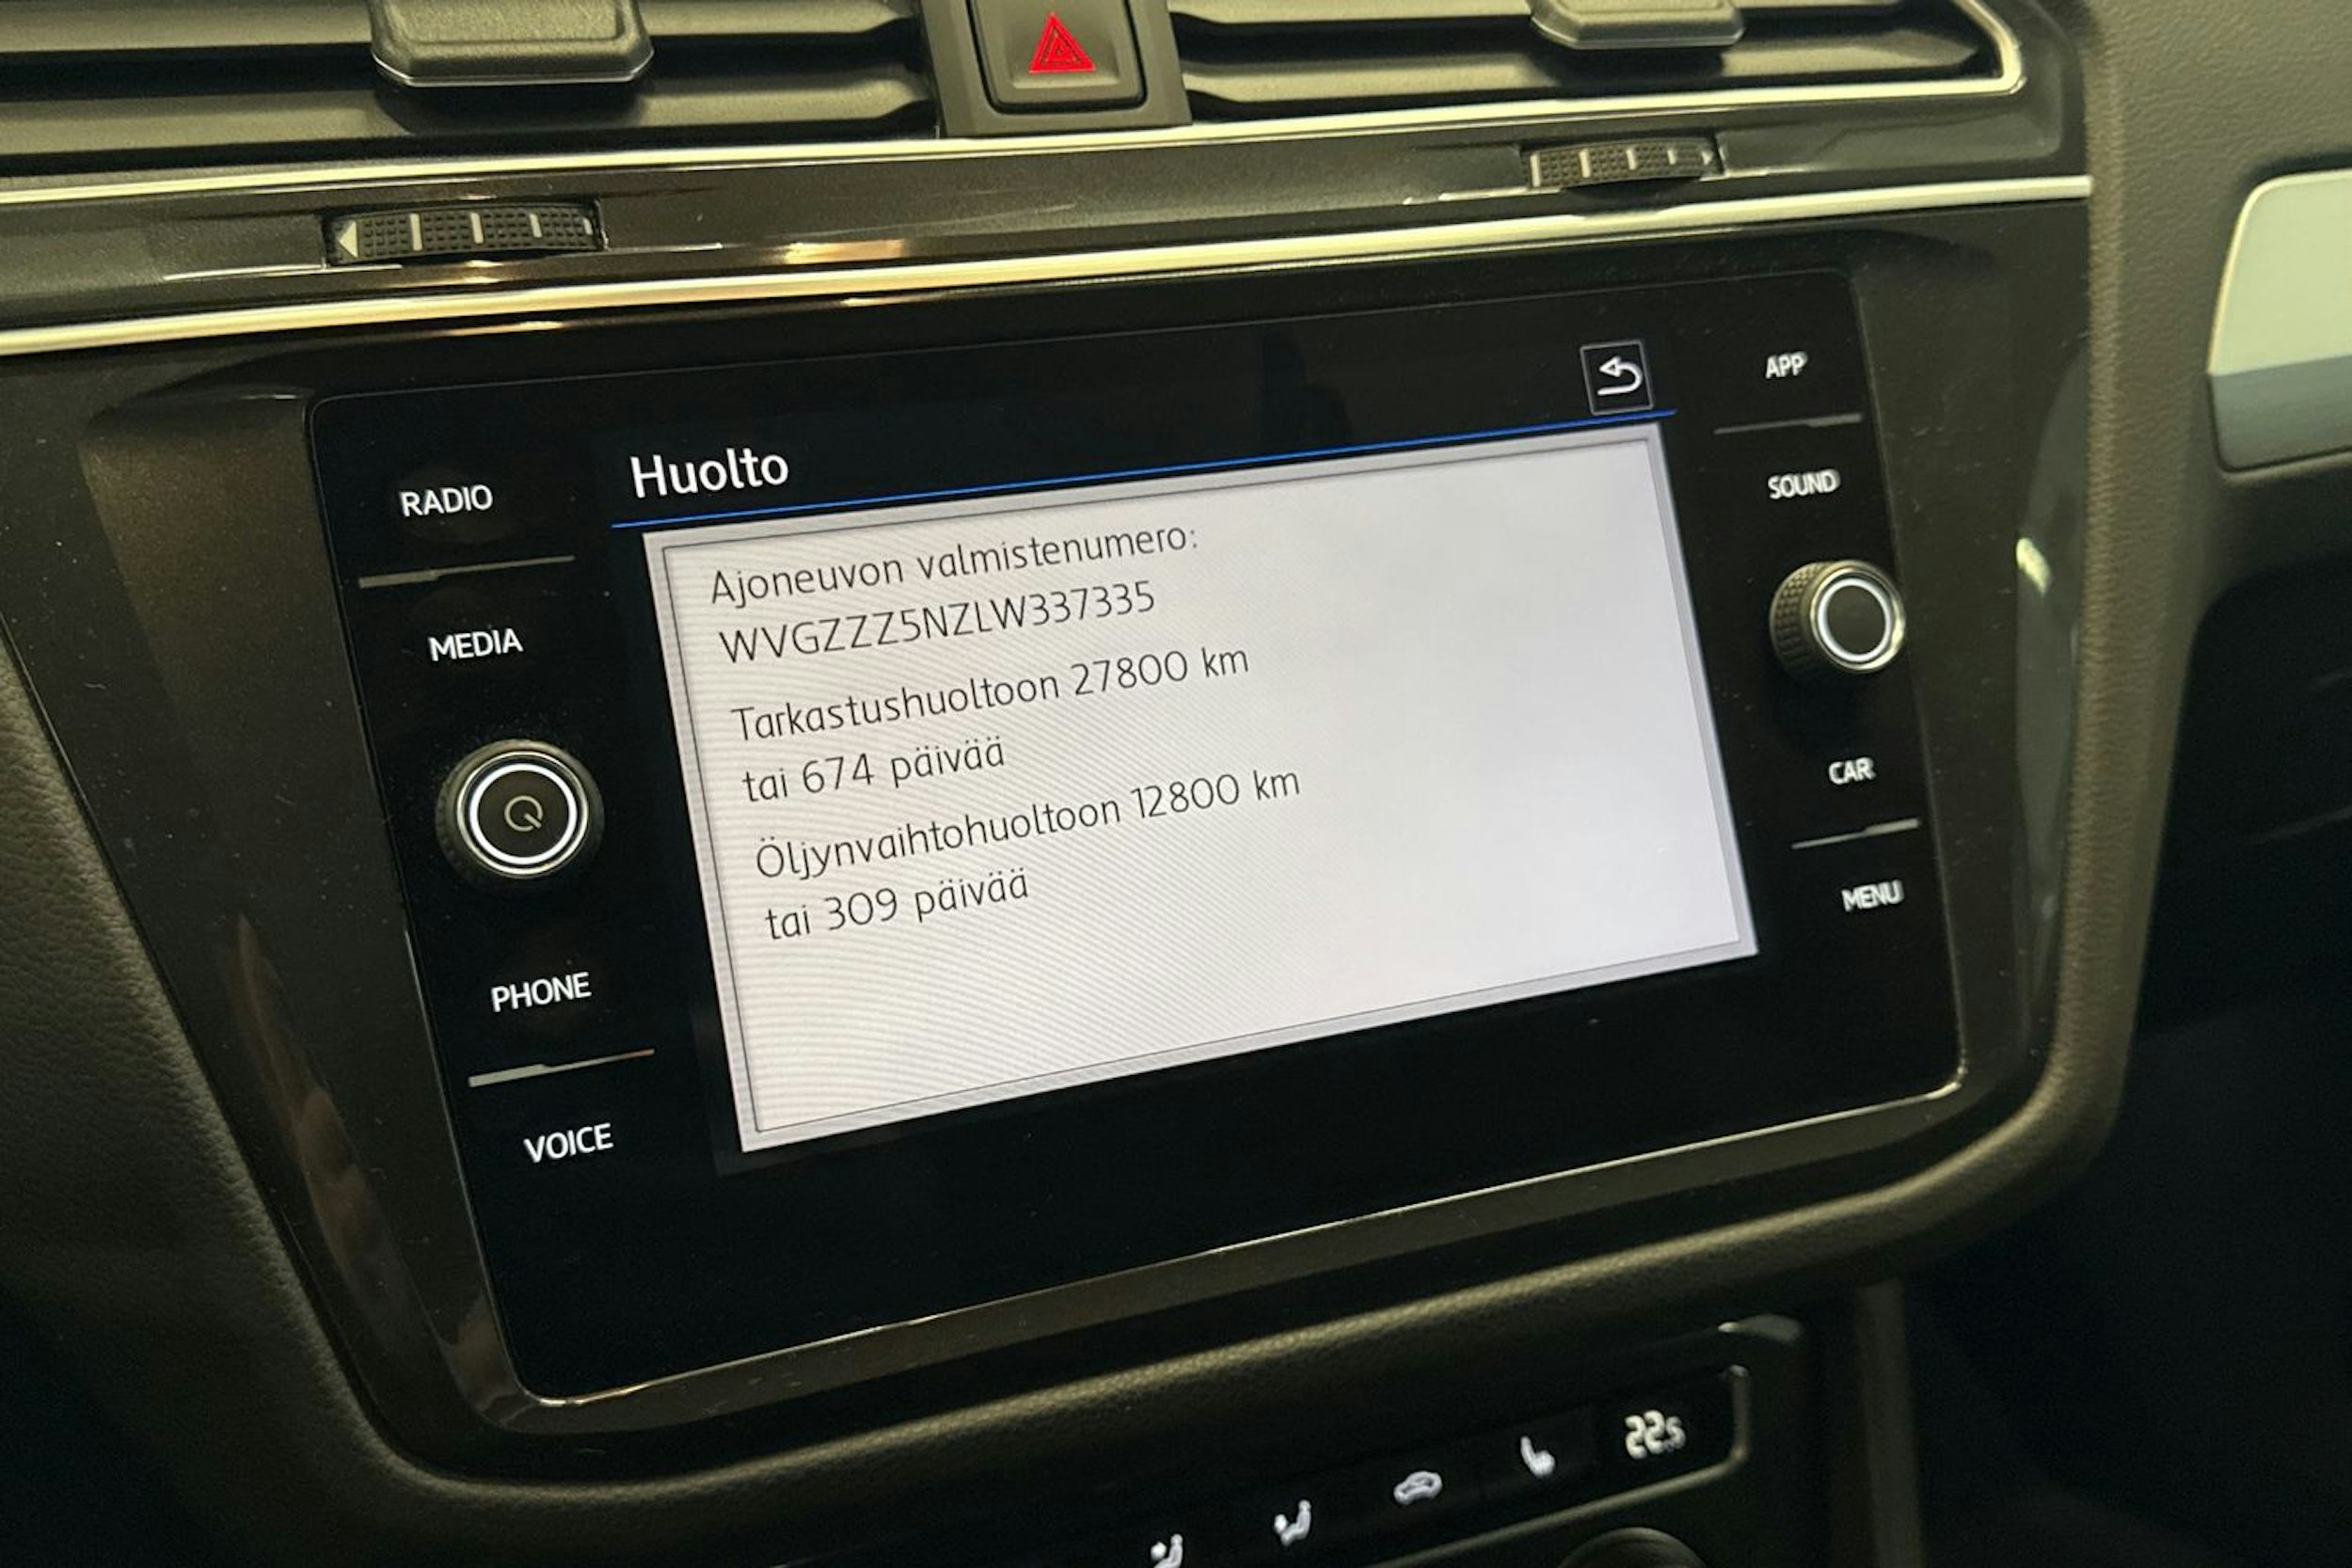 Huolto
Ajoneuvon valmistenumero:
WVGZZZ5NZLW337335
Tarkastushuoltoon 27800 km
tai 674 päivää
Öljynvaihtohuoltoon 12800 km
tai 309 päivää
RADIO
MEDIA
PHONE
VOICE
APP
SOUND
CAR
MENU
22.5